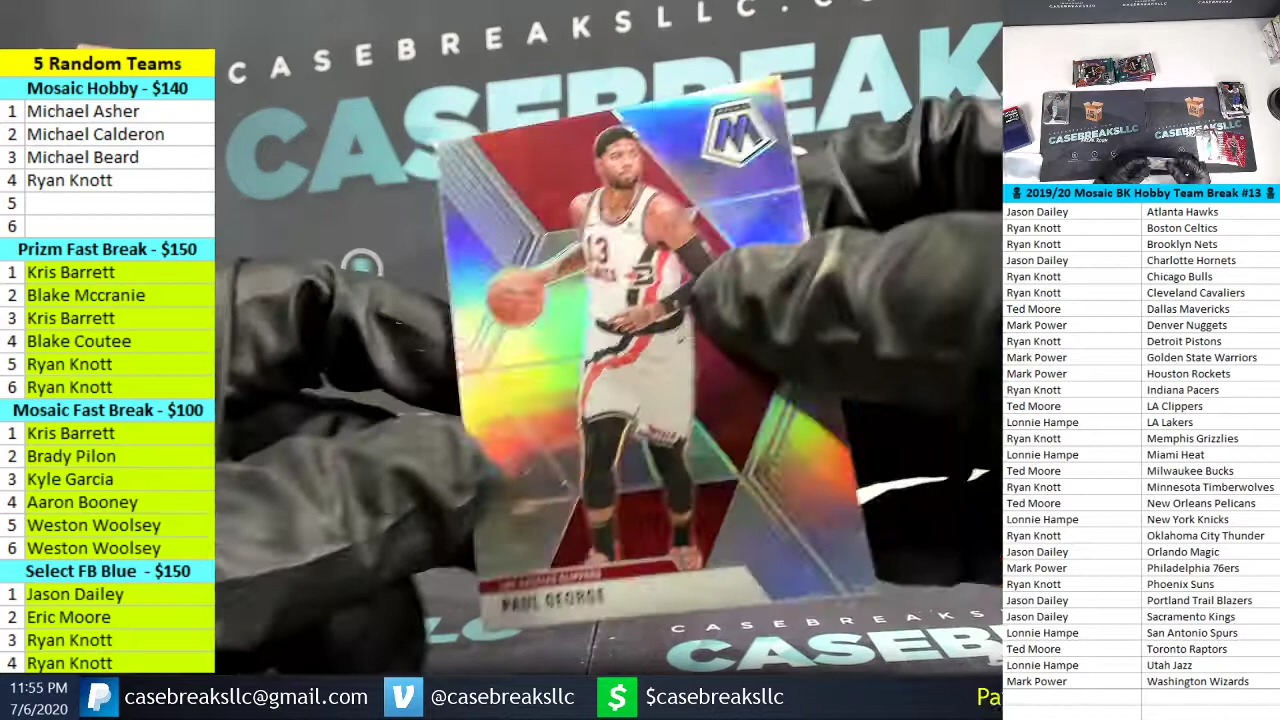 5 Random Teams
Mosaic Hobby - $140
1 Michael Asher
2 Michael Calderon
3 Michael Beard
4 Ryan Knott
5
6
Prizm Fast Break - $150
1 Kris Barrett
2 Blake Mccranie
3 Kris Barrett
4 Blake Coutee
5 Ryan Knott
6 Ryan Knott
Mosaic Fast Break - $100
1 Kris Barrett
2 Brady Pilon
3 Kyle Garcia
4 Aaron Booney
5 Weston Woolsey
6 Weston Woolsey
Select FB Blue - $150
1 Jason Dailey
2 Eric Moore
3 Ryan Knott
4 Ryan Knott
CASEBREAKSLLC.CO
CASEBREAK
13
LOS ANGELES CLIPPERS
PAUL GEORGE
LC
CASEBREAKS
CASEB
CASEBREAKSLLC
CASEBREAKSLLC
2019/20 Mosaic BK Hobby Team Break #13
Jason Dailey Atlanta Hawks
Ryan Knott Boston Celtics
Ryan Knott Brooklyn Nets
Jason Dailey Charlotte Hornets
Ryan Knott Chicago Bulls
Ryan Knott Cleveland Cavaliers
Ted Moore Dallas Mavericks
Mark Power Denver Nuggets
Ryan Knott Detroit Pistons
Mark Power Golden State Warriors
Mark Power Houston Rockets
Ryan Knott Indiana Pacers
Ted Moore LA Clippers
Lonnie Hampe LA Lakers
Ryan Knott Memphis Grizzlies
Lonnie Hampe Miami Heat
Ted Moore Milwaukee Bucks
Ryan Knott Minnesota Timberwolves
Ted Moore New Orleans Pelicans
Lonnie Hampe New York Knicks
Ryan Knott Oklahoma City Thunder
Jason Dailey Orlando Magic
Mark Power Philadelphia 76ers
Ryan Knott Phoenix Suns
Jason Dailey Portland Trail Blazers
Jason Dailey Sacramento Kings
Lonnie Hampe San Antonio Spurs
Ted Moore Toronto Raptors
Lonnie Hampe Utah Jazz
Mark Power Washington Wizards
11:55 PM
7/6/2020
casebreaksllc@gmail.com
@casebreaksllc
$casebreaksllc
Pa